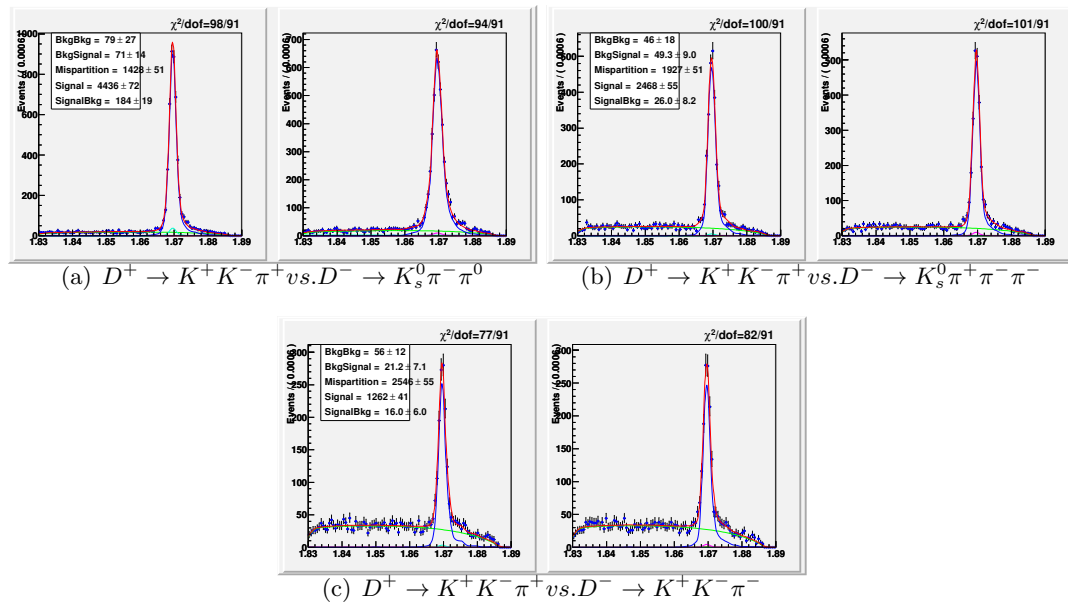 χ²/dof=98/91
Events / ( 0.0006 )
BkgBkg = 79 ± 27
BkgSignal = 71 ± 14
Mispartition = 1428 ± 51
Signal = 4436 ± 72
SignalBkg = 184 ± 19
1000
800
600
400
200
0
1.83 1.84 1.85 1.86 1.87 1.88 1.89
χ²/dof=94/91
Events / ( 0.0006 )
700
600
500
400
300
200
100
0
1.83 1.84 1.85 1.86 1.87 1.88 1.89
(a) D⁺ → K⁺K⁻π⁺vs.D⁻ → K⁰ₛπ⁻π⁰
χ²/dof=100/91
Events / ( 0.0006 )
BkgBkg = 46 ± 18
BkgSignal = 49.3 ± 9.0
Mispartition = 1927 ± 51
Signal = 2468 ± 55
SignalBkg = 26.0 ± 8.2
500
400
300
200
100
0
1.83 1.84 1.85 1.86 1.87 1.88 1.89
χ²/dof=101/91
Events / ( 0.0006 )
500
400
300
200
100
0
1.83 1.84 1.85 1.86 1.87 1.88 1.89
(b) D⁺ → K⁺K⁻π⁺vs.D⁻ → K⁰ₛπ⁺π⁻π⁻
χ²/dof=77/91
Events / ( 0.0006 )
BkgBkg = 56 ± 12
BkgSignal = 21.2 ± 7.1
Mispartition = 2546 ± 55
Signal = 1262 ± 41
SignalBkg = 16.0 ± 6.0
300
250
200
150
100
50
0
1.83 1.84 1.85 1.86 1.87 1.88 1.89
χ²/dof=82/91
Events / ( 0.0006 )
300
250
200
150
100
50
0
1.83 1.84 1.85 1.86 1.87 1.88 1.89
(c) D⁺ → K⁺K⁻π⁺vs.D⁻ → K⁺K⁻π⁻